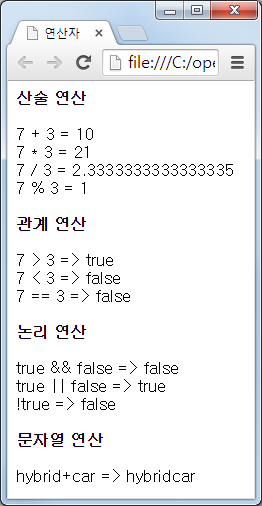 연산자
file:///C:/ope
산술 연산
7 + 3 = 10
7 * 3 = 21
7 / 3 = 2.3333333333333335
7 % 3 = 1
관계 연산
7 > 3 => true
7 < 3 => false
7 == 3 => false
논리 연산
true && false => false
true || false => true
!true => false
문자열 연산
hybrid+car => hybridcar